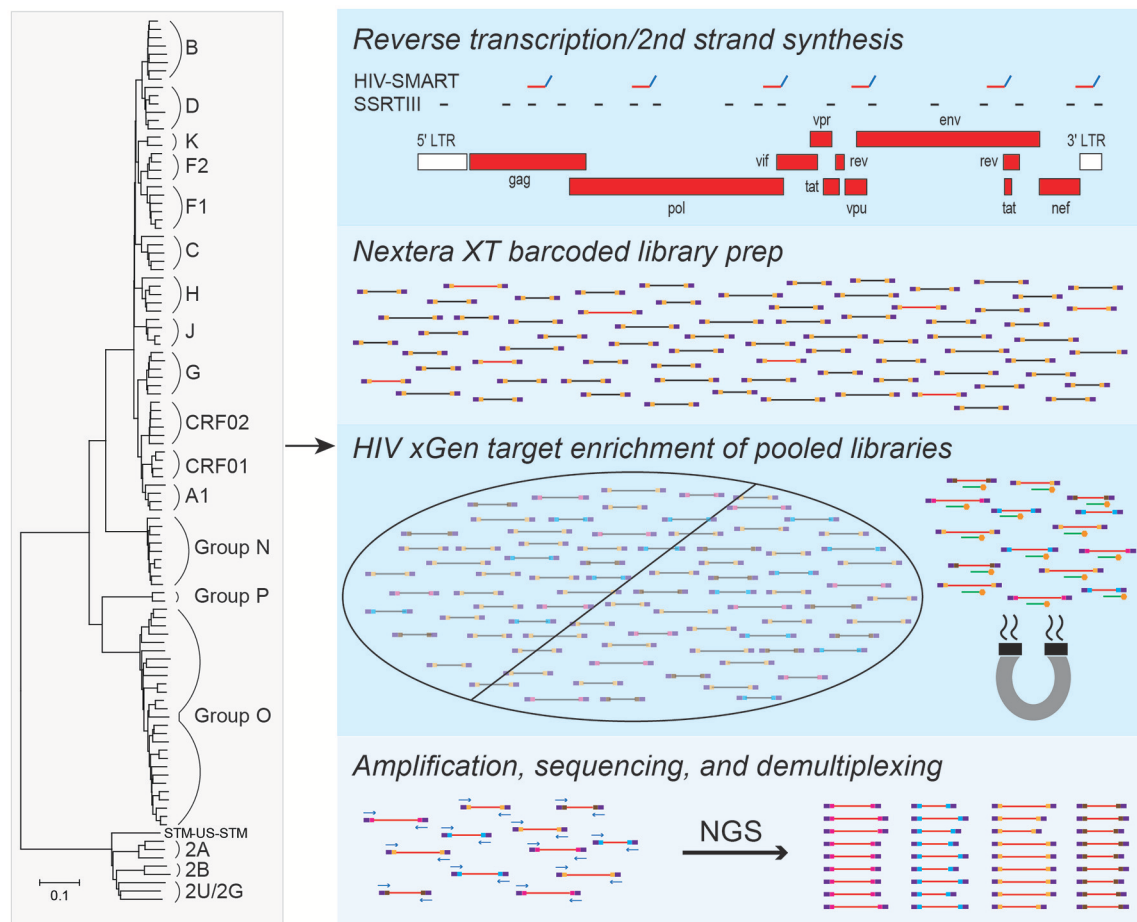 B
D
K
F2
F1
C
H
J
G
CRF02
CRF01
A1
Group N
Group P
Group O
STM-US-STM
2A
2B
2U/2G
0.1
Reverse transcription/2nd strand synthesis
HIV-SMART
SSRTIII
vpr
env
5' LTR
3' LTR
vif
rev
rev
gag
tat
pol
vpu
tat
nef
Nextera XT barcoded library prep
HIV xGen target enrichment of pooled libraries
Amplification, sequencing, and demultiplexing
NGS